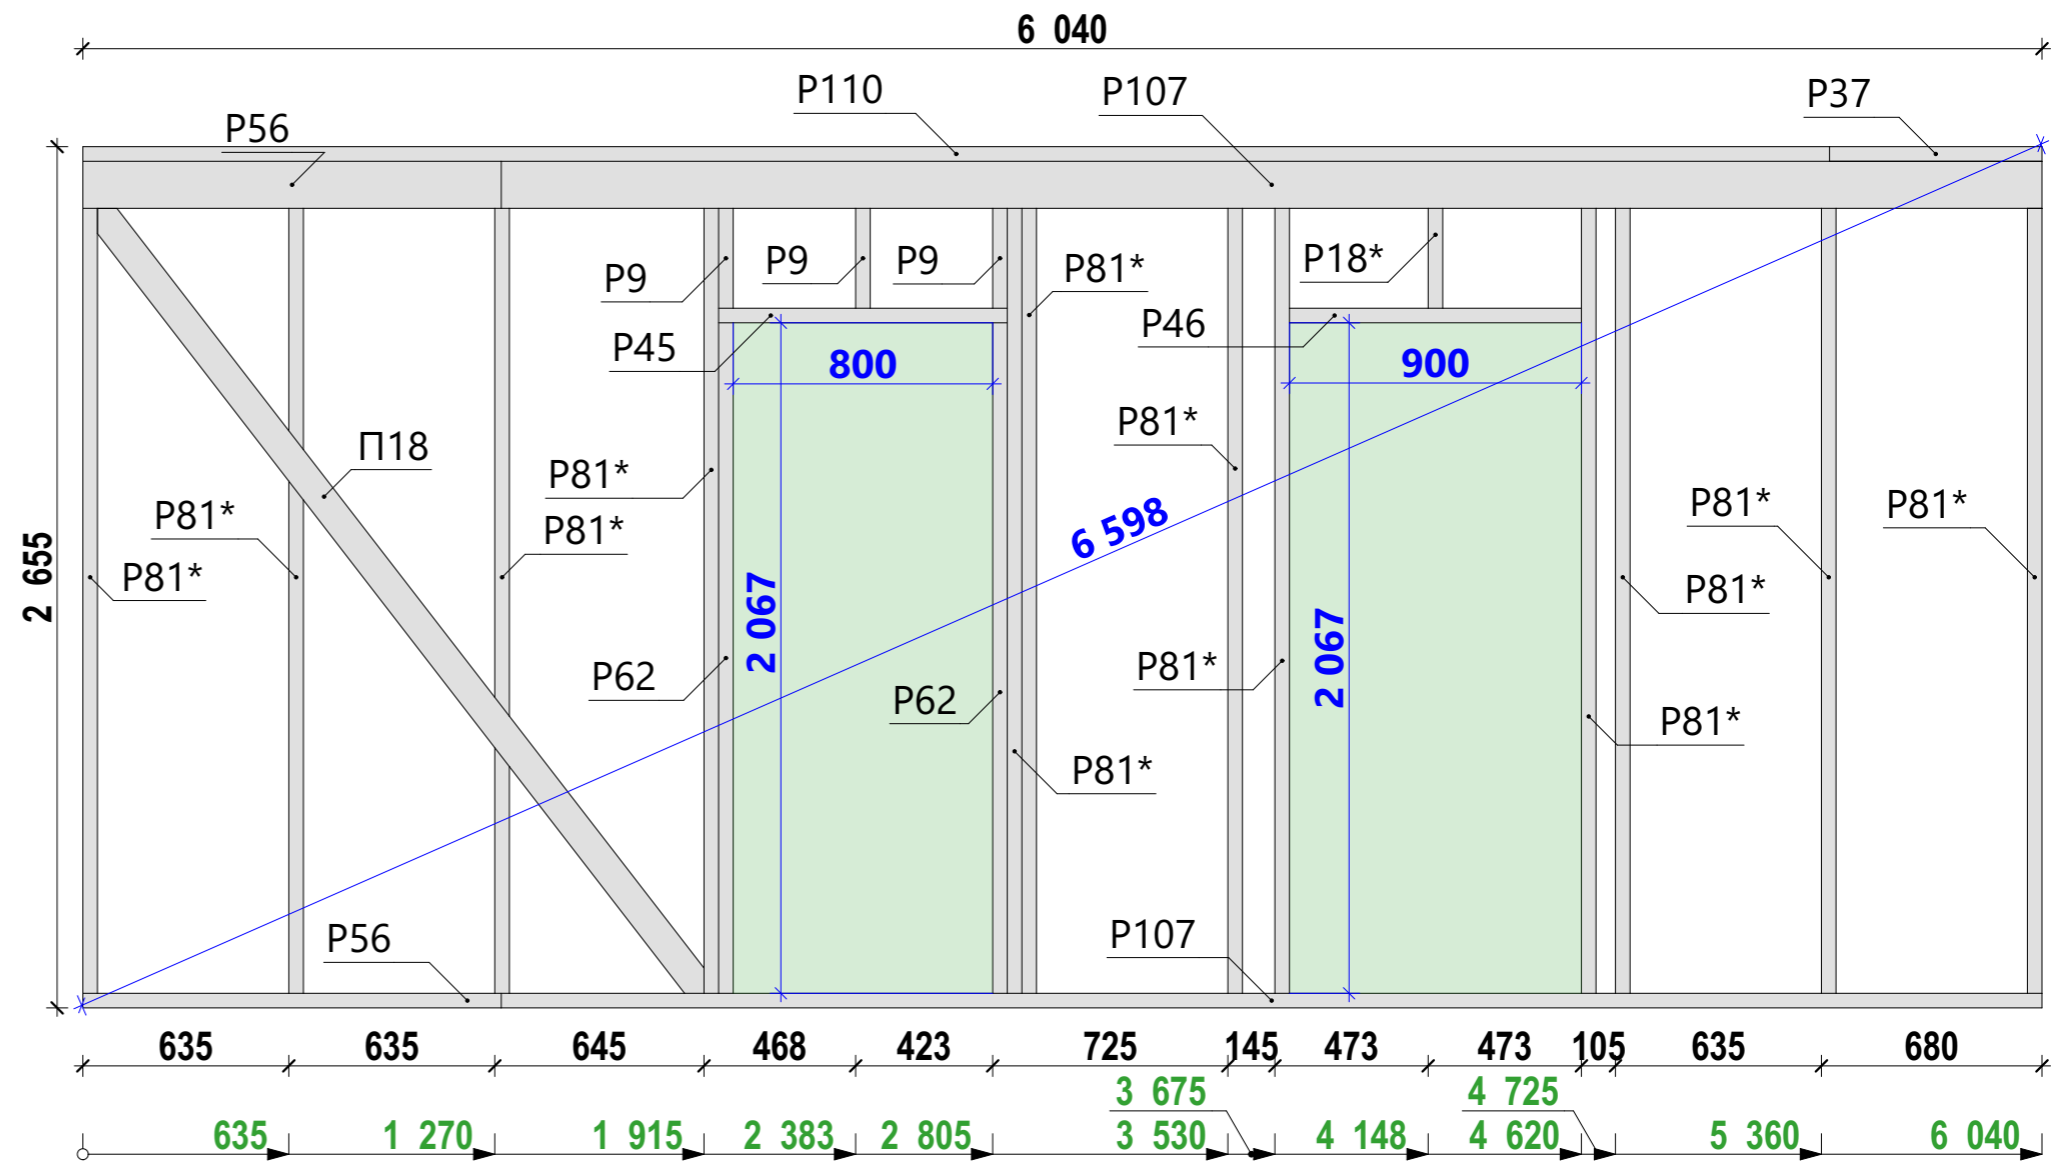 6 040
P110
P107
P37
P56
P9
P9
P9
P81*
P18*
P45
P46
800
900
П18
P81*
P81*
P81*
P81*
P81*
P81*
P81*
6 598
P81*
P81*
2 655
2 067
2 067
P62
P62
P81*
P81*
P81*
P56
P107
635
635
645
468
423
725
145
473
473
105
635
680
3 675
4 725
635
1 270
1 915
2 383
2 805
3 530
4 148
4 620
5 360
6 040